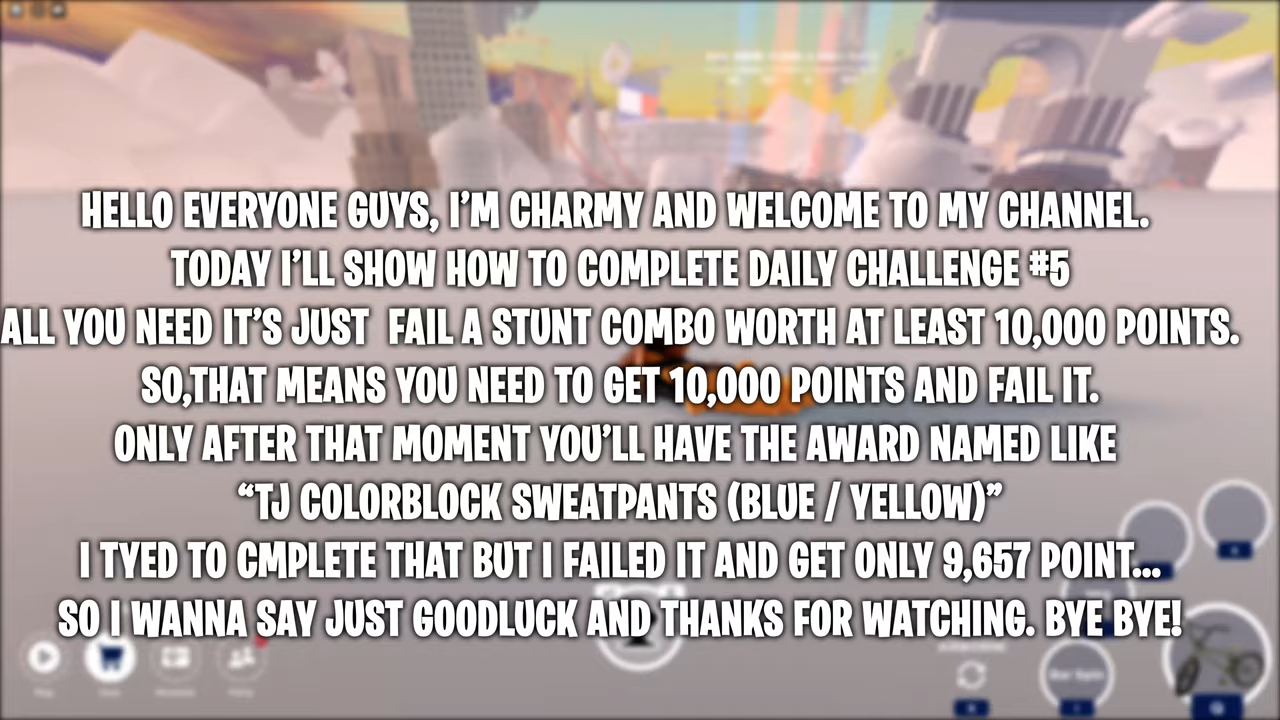 HELLO EVERYONE GUYS, I'M CHARMY AND WELCOME TO MY CHANNEL.
TODAY I'LL SHOW HOW TO COMPLETE DAILY CHALLENGE #5
ALL YOU NEED IT'S JUST FAIL A STUNT COMBO WORTH AT LEAST 10,000 POINTS.
SO,THAT MEANS YOU NEED TO GET 10,000 POINTS AND FAIL IT.
ONLY AFTER THAT MOMENT YOU'LL HAVE THE AWARD NAMED LIKE
“TJ COLORBLOCK SWEATPANTS (BLUE / YELLOW)”
I TYED TO CMPLETE THAT BUT I FAILED IT AND GET ONLY 9,657 POINT...
SO I WANNA SAY JUST GOODLUCK AND THANKS FOR WATCHING. BYE BYE!